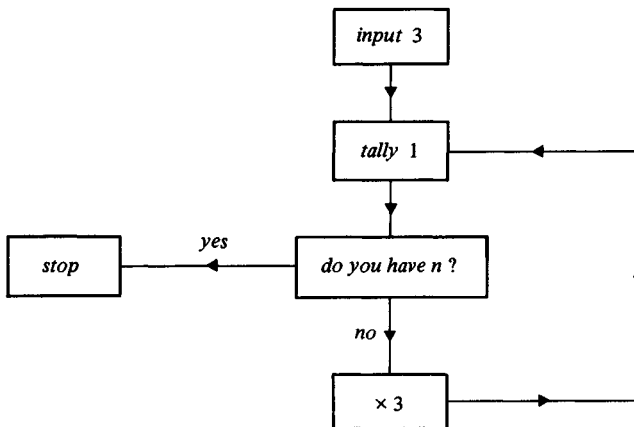 input 3
tally 1
yes
stop
do you have n ?
no
× 3